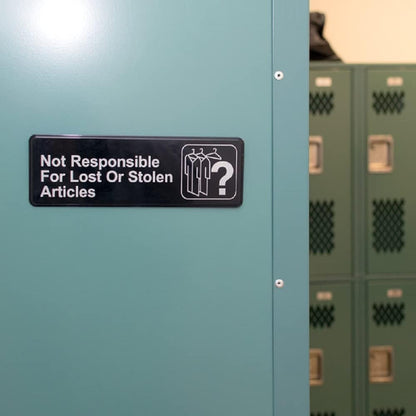 Not Responsible
For Lost Or Stolen
Articles
?